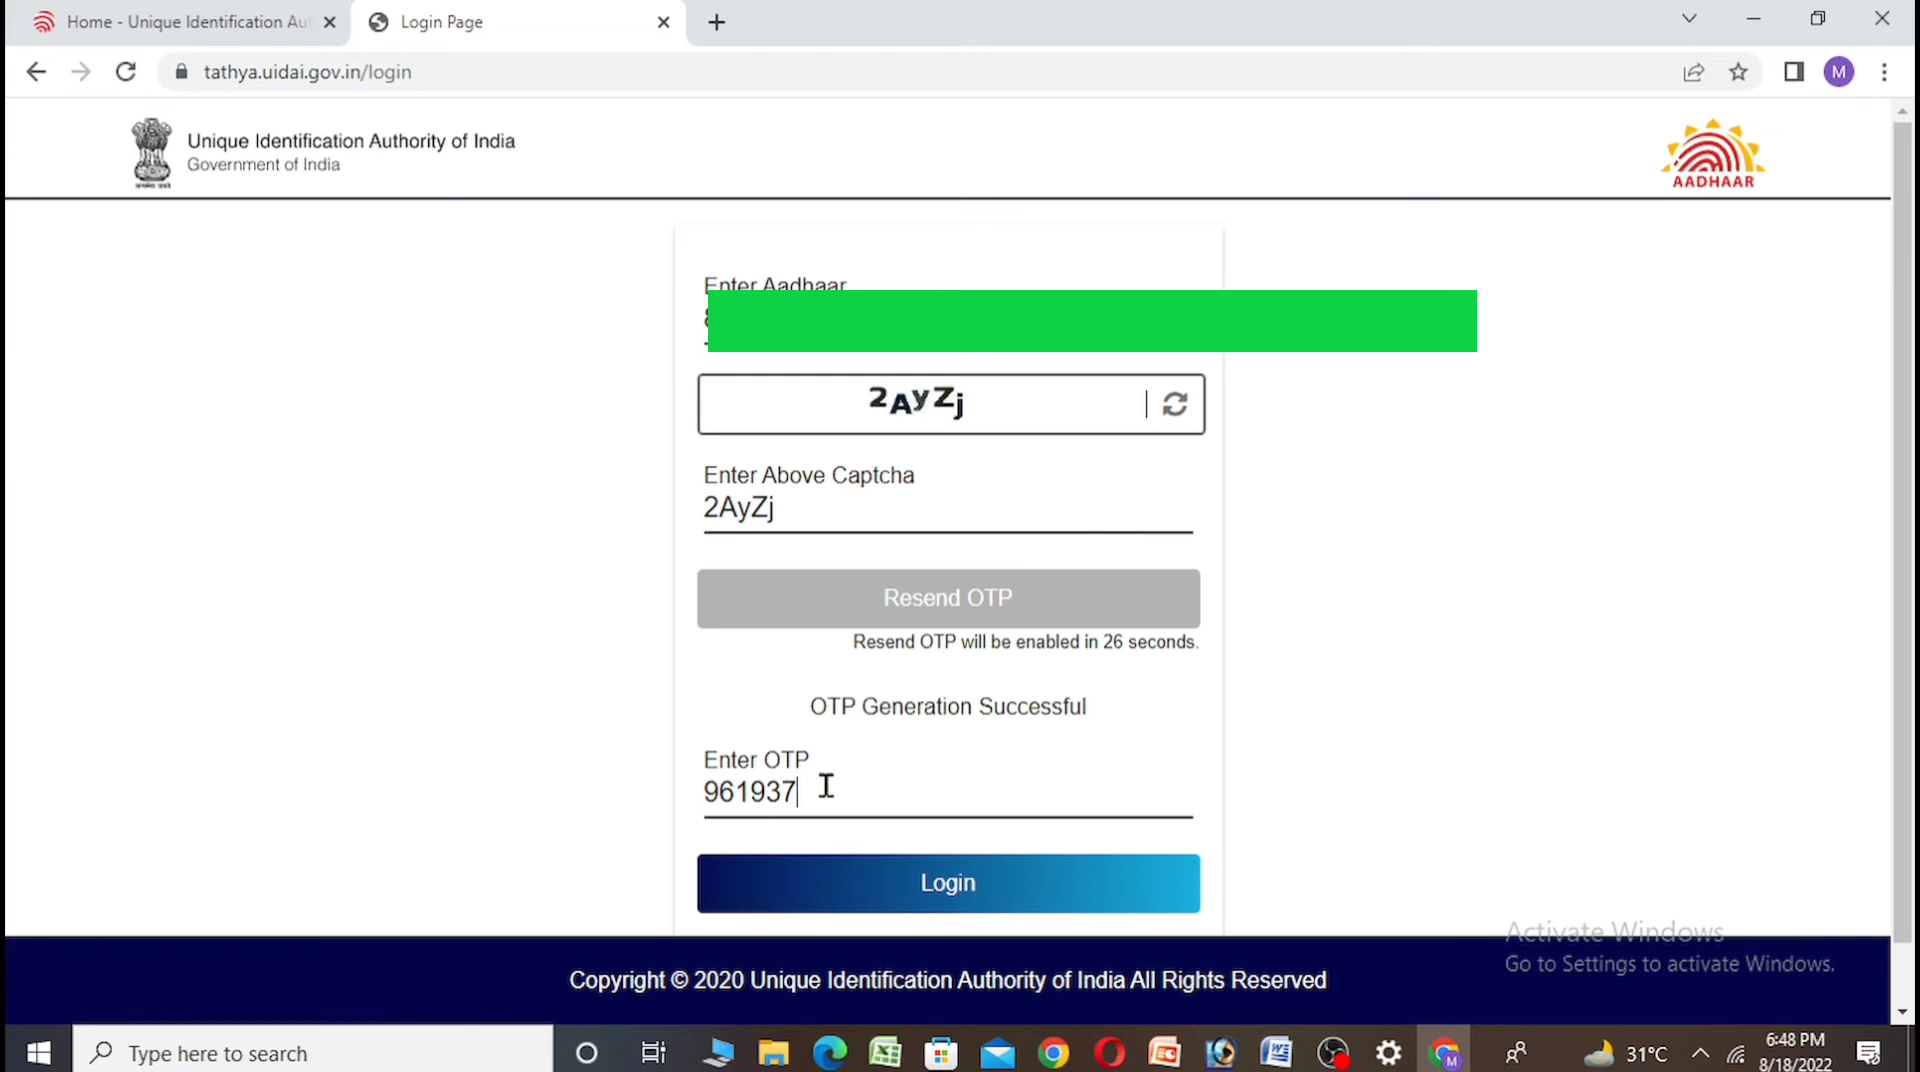 Home - Unique Identification Au
Login Page
tathya.uidai.gov.in/login
M
Unique Identification Authority of India
Government of India
AADHAAR
Enter Aadhaar
2AyZj
Enter Above Captcha
2AyZj
Resend OTP
Resend OTP will be enabled in 26 seconds.
OTP Generation Successful
Enter OTP
961937
Login
Activate Windows
Go to Settings to activate Windows.
Copyright © 2020 Unique Identification Authority of India All Rights Reserved
Type here to search
31°C
6:48 PM
8/18/2022